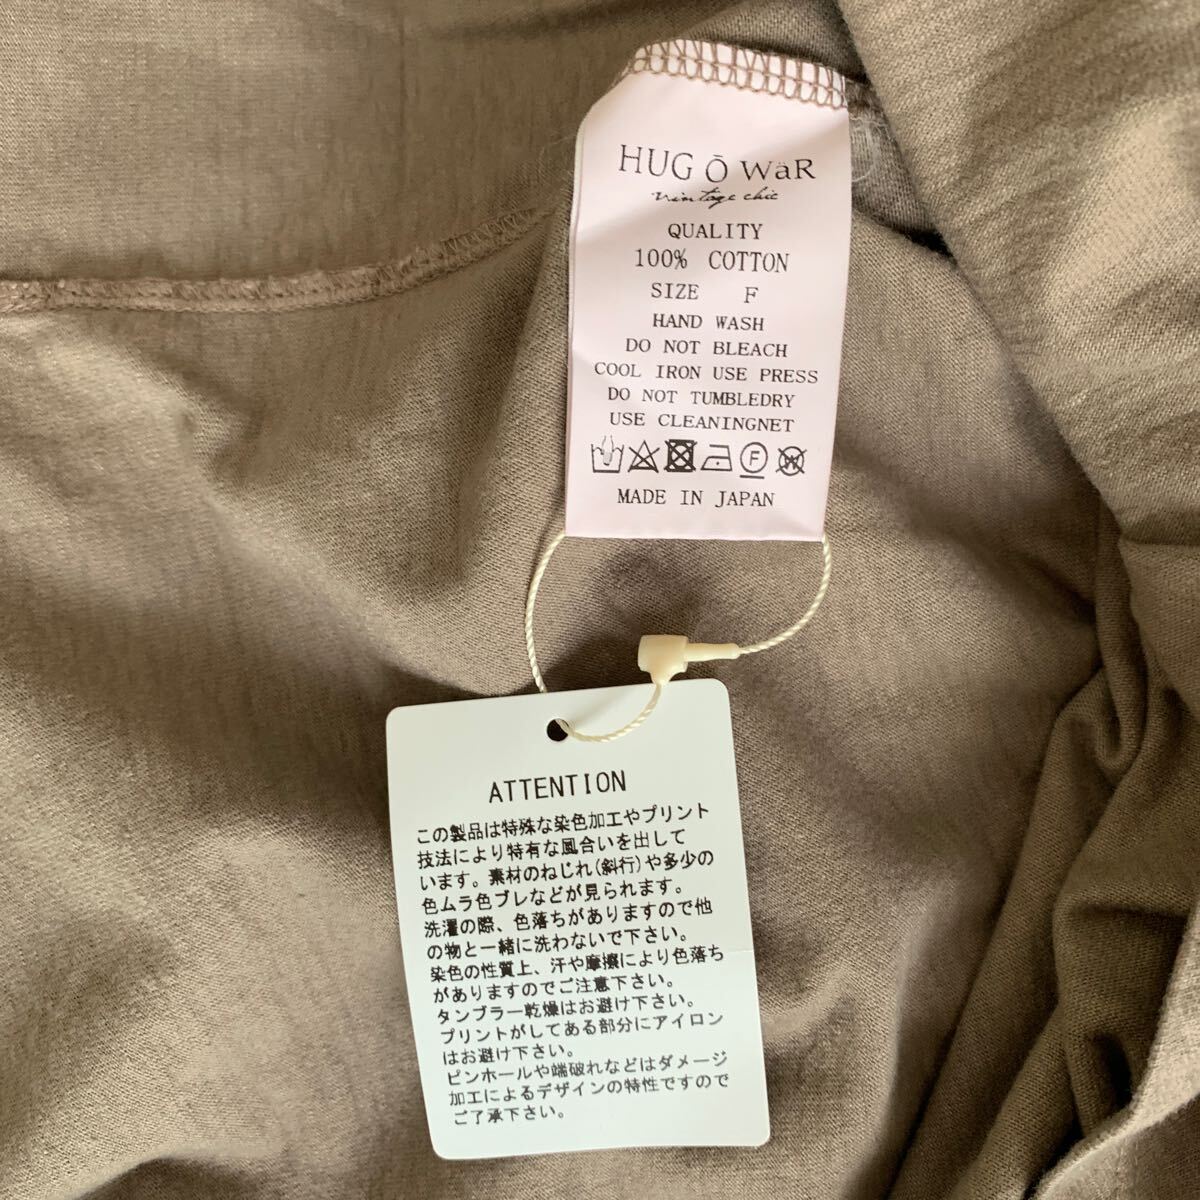 HUG Ō WäR
vintage chic
QUALITY
100% COTTON
SIZE F
HAND WASH
DO NOT BLEACH
COOL IRON USE PRESS
DO NOT TUMBLEDRY
USE CLEANINGNET
F W
MADE IN JAPAN
ATTENTION
この製品は特殊な染色加工やプリント
技法により特有な風合いを出して
います。素材のねじれ(斜行)や多少の
色ムラ色ブレなどが見られます。
洗濯の際、色落ちがありますので他
の物と一緒に洗わないで下さい。
染色の性質上、汗や摩擦により色落ち
がありますのでご注意下さい。
タンブラー乾燥はお避け下さい。
プリントがしてある部分にアイロン
はお避け下さい。
ピンホールや端破れなどはダメージ
加工によるデザインの特性ですので
ご了承下さい。